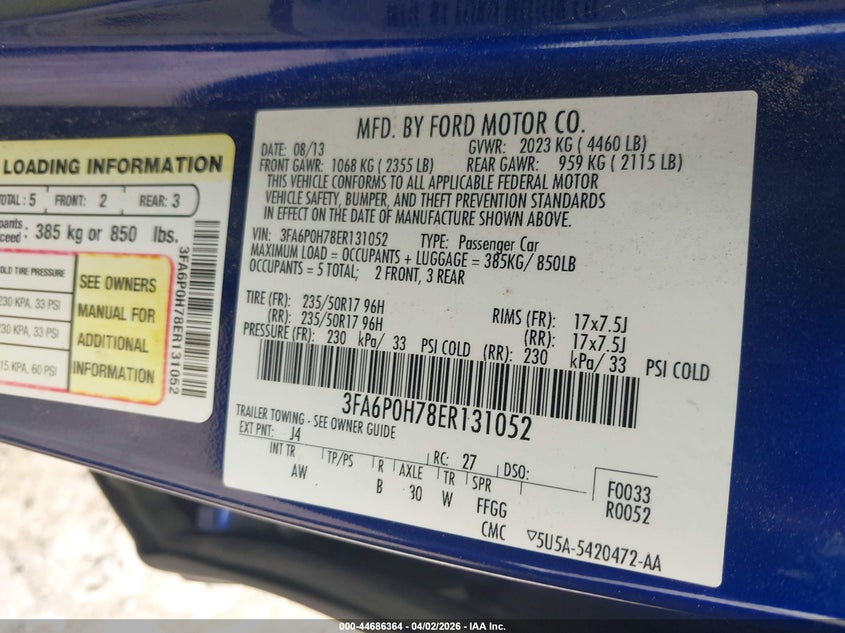 LOADING INFORMATION
TOTAL: 5 FRONT: 2 REAR: 3
385 kg or 850 lbs.
TIRE PRESSURE
230 KPA, 33 PSI
KPA, 33 PSI
KPA, 60 PSI
SEE OWNERS
MANUAL FOR
ADDITIONAL
INFORMATION
3FA6P0H78ER131052
MFD. BY FORD MOTOR CO.
DATE: 08/13 GVWR: 2023 KG ( 4460 LB)
FRONT GAWR: 1068 KG ( 2355 LB) REAR GAWR: 959 KG ( 2115 LB)
THIS VEHICLE CONFORMS TO ALL APPLICABLE FEDERAL MOTOR
VEHICLE SAFETY, BUMPER, AND THEFT PREVENTION STANDARDS
IN EFFECT ON THE DATE OF MANUFACTURE SHOWN ABOVE.
VIN: 3FA6P0H78ER131052 TYPE: Passenger Car
MAXIMUM LOAD = OCCUPANTS + LUGGAGE = 385KG/ 850LB
OCCUPANTS = 5 TOTAL; 2 FRONT, 3 REAR
TIRE (FR): 235/50R17 96H RIMS (FR): 17x7.5J
(RR): 235/50R17 96H (RR): 17x7.5J
PRESSURE (FR): 230 kPa/ 33 PSI COLD (RR): 230 kPa/ 33 PSI COLD
3FA6P0H78ER131052
TRAILER TOWING - SEE OWNER GUIDE
EXT PNT: J4 RC: 27 DSO: F0033
INT TR TP/PS R AXLE TR SPR R0052
AW B 30 W FFGG
CMC 5U5A-5420472-AA
000-44686364 - 04/02/2026 - IAA Inc.